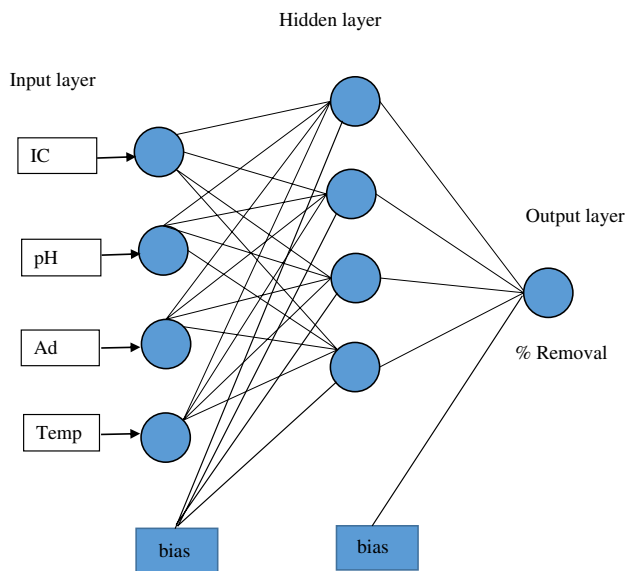 Hidden layer
Input layer
IC
pH
Output layer
Ad
% Removal
Temp
bias
bias